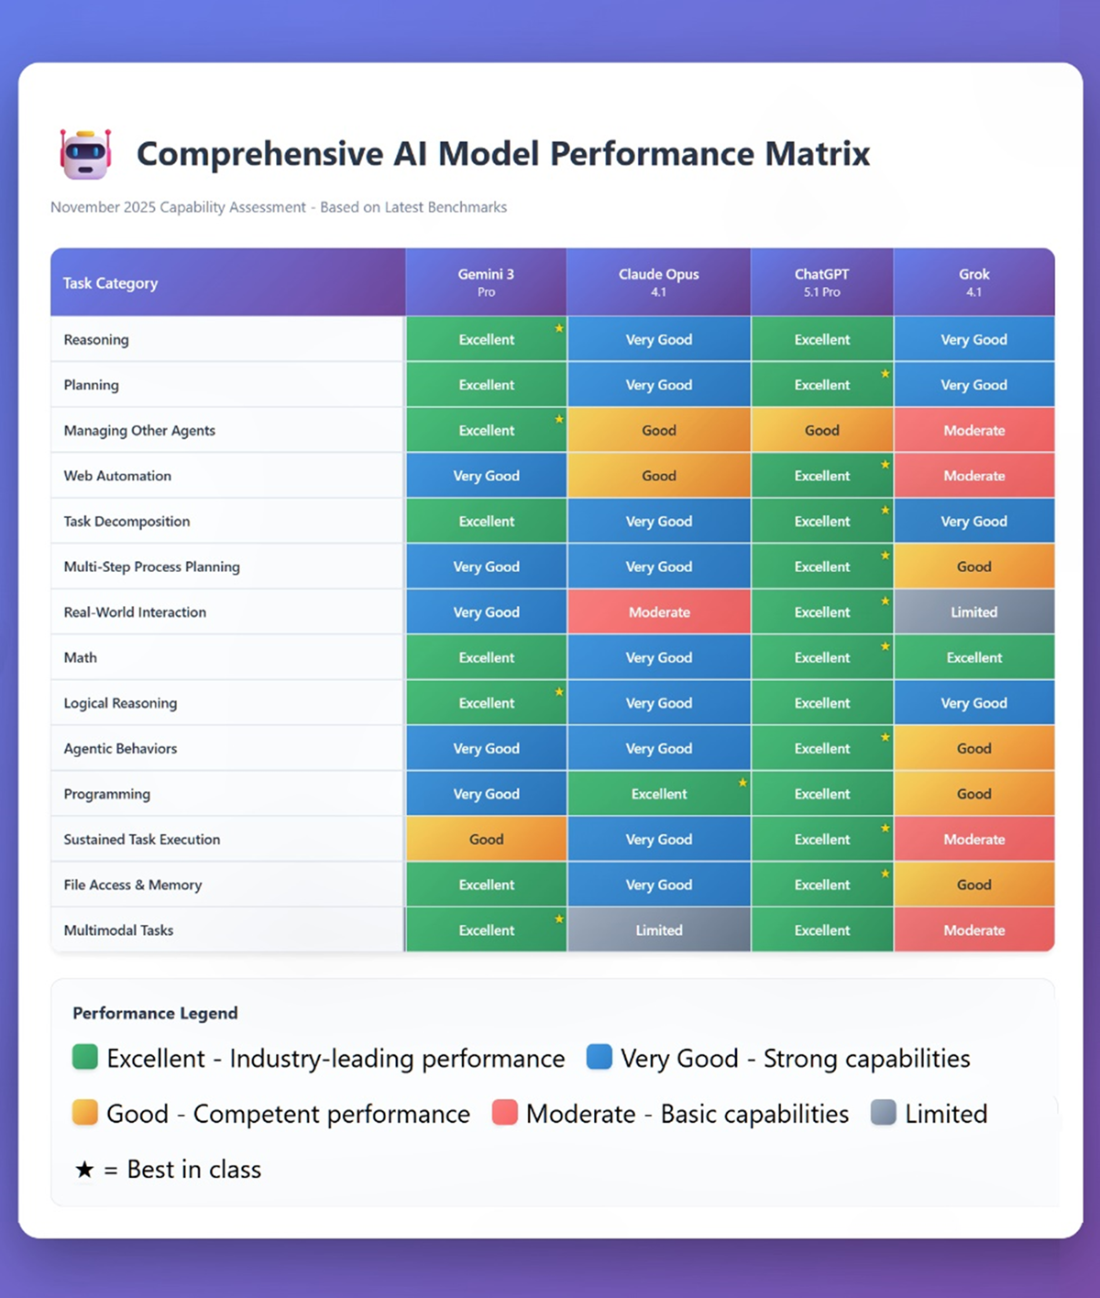 Comprehensive AI Model Performance Matrix
November 2025 Capability Assessment - Based on Latest Benchmarks
Task Category Gemini 3 Claude Opus ChatGPT Grok
Pro 4.1 5.1 Pro 4.1
Reasoning Excellent ★ Very Good Excellent Very Good
Planning Excellent Very Good Excellent ★ Very Good
Managing Other Agents Excellent ★ Good Good Moderate
Web Automation Very Good Good Excellent ★ Moderate
Task Decomposition Excellent Very Good Excellent ★ Very Good
Multi-Step Process Planning Very Good Very Good Excellent ★ Good
Real-World Interaction Very Good Moderate Excellent ★ Limited
Math Excellent Very Good Excellent ★ Excellent
Logical Reasoning Excellent ★ Very Good Excellent Very Good
Agentic Behaviors Very Good Very Good Excellent ★ Good
Programming Very Good Excellent ★ Excellent Good
Sustained Task Execution Good Very Good Excellent ★ Moderate
File Access & Memory Excellent Very Good Excellent ★ Good
Multimodal Tasks Excellent ★ Limited Excellent Moderate
Performance Legend
Excellent - Industry-leading performance Very Good - Strong capabilities
Good - Competent performance Moderate - Basic capabilities Limited
★ = Best in class